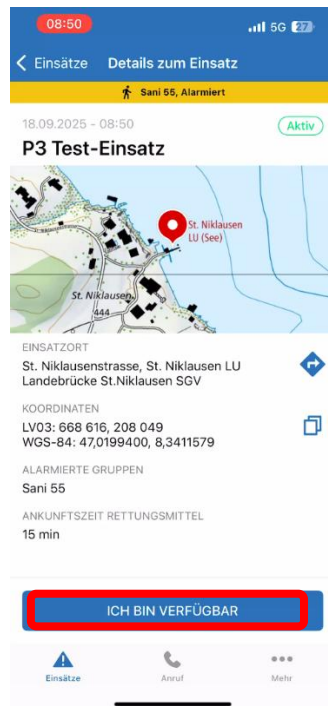 08:50
5G 27
Einsätze Details zum Einsatz
Sani 55, Alarmiert
18.09.2025 - 08:50
Aktiv
P3 Test-Einsatz
St. Niklausen
LU (See)
St. Niklausen
444
EINSATZORT
St. Niklausenstrasse, St. Niklausen LU
Landebrücke St.Niklausen SGV
KOORDINATEN
LV03: 668 616, 208 049
WGS-84: 47,0199400, 8,3411579
ALARMIERTE GRUPPEN
Sani 55
ANKUNFTSZEIT RETTUNGSMITTEL
15 min
ICH BIN VERFÜGBAR
Einsätze
Anruf
Mehr